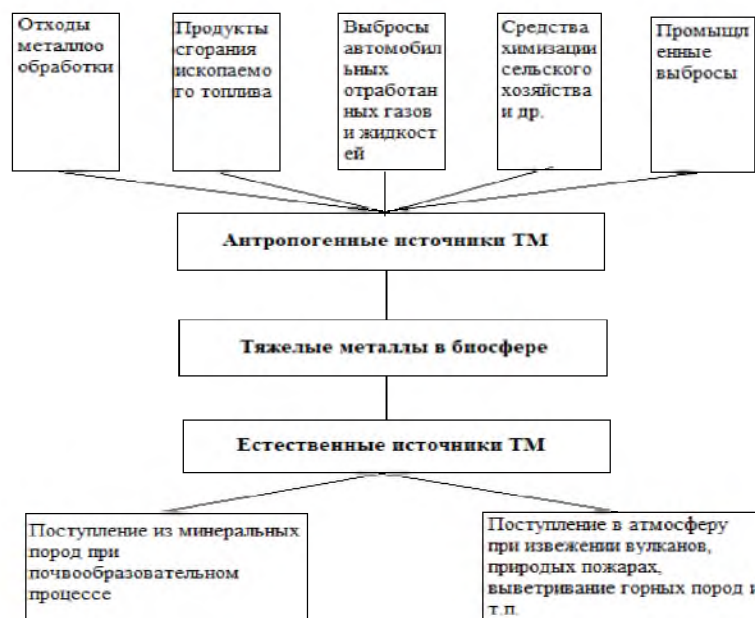 Отходы
металлоо
обработки
Продукты
сгорания
ископаемо
го топлива
Выбросы
автомобил
ьных
отработан
ных газов
и жидкост
ей
Средства
химизации
сельского
хозяйства
и др.
Промышл
енные
выбросы
Антропогенные источники ТМ
Тяжелые металлы в биосфере
Естественные источники ТМ
Поступление из минеральных
пород при
почвообразовательном
процессе
Поступление в атмосферу
при извежении вулканов,
природых пожарах,
выветривание горных пород и
т.п.